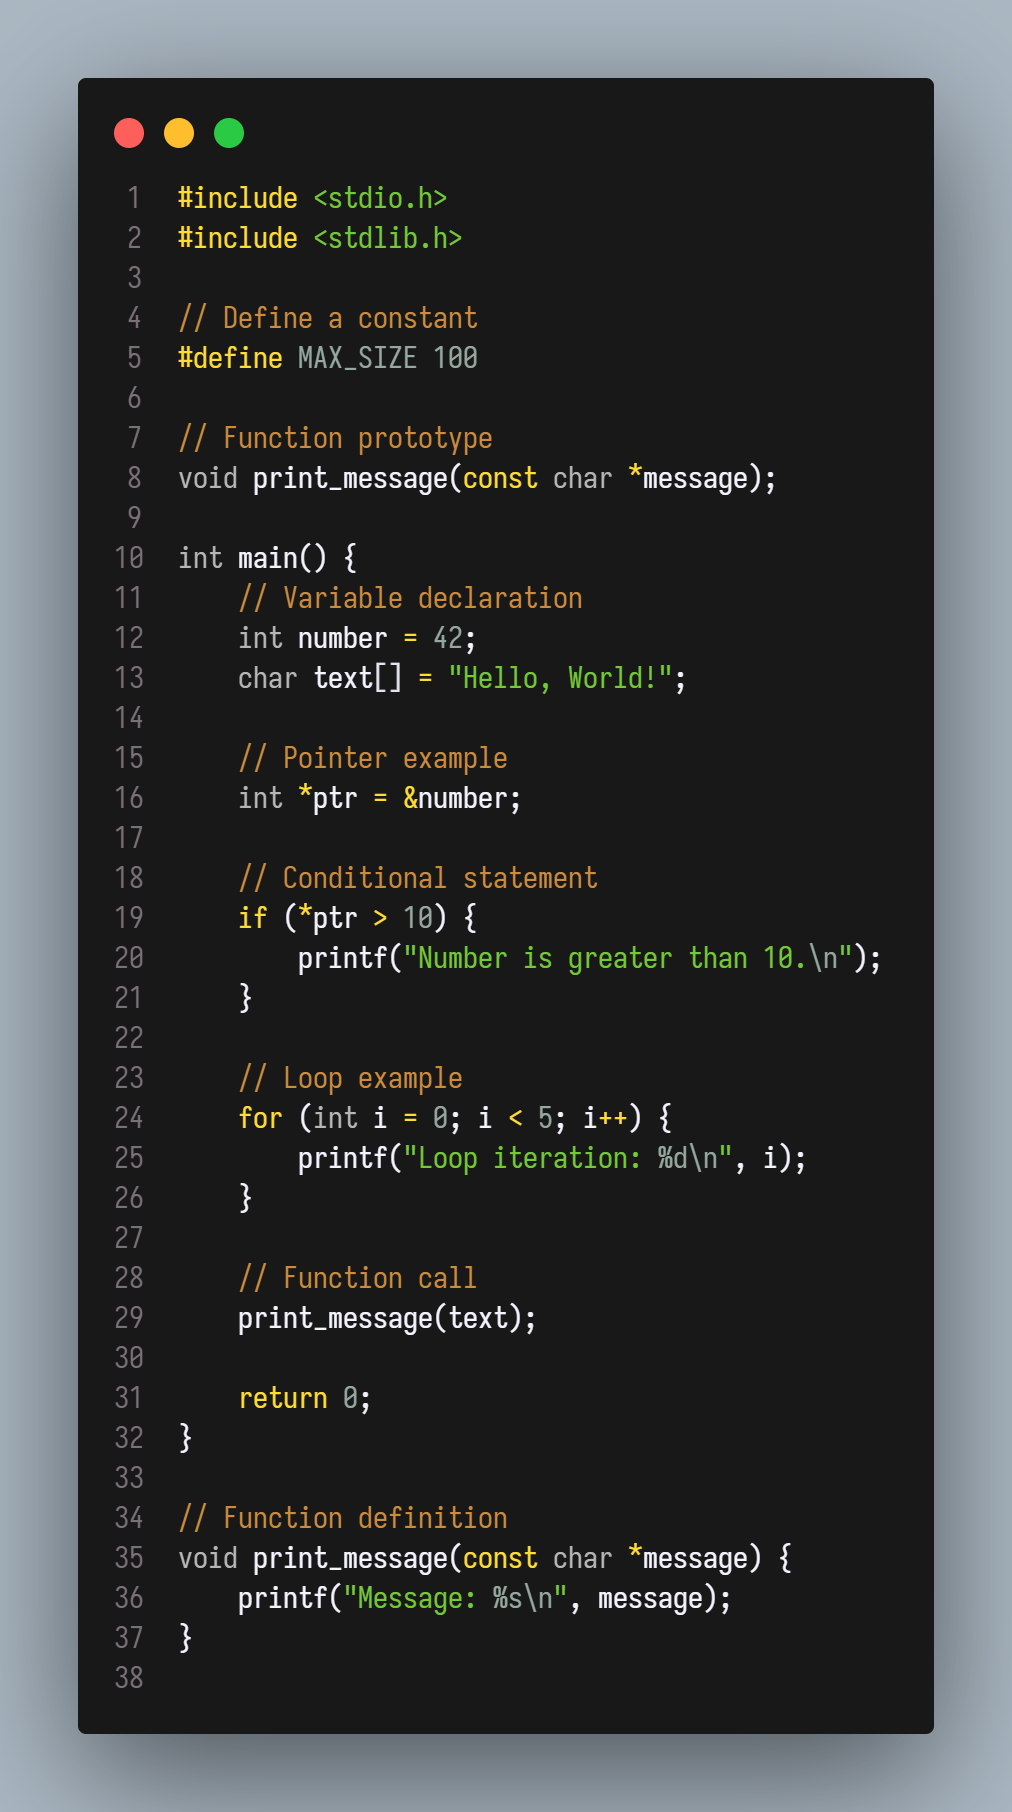 1 #include <stdio.h>
2 #include <stdlib.h>
3
4 // Define a constant
5 #define MAX_SIZE 100
6
7 // Function prototype
8 void print_message(const char *message);
9
10 int main() {
11     // Variable declaration
12     int number = 42;
13     char text[] = "Hello, World!";
14
15     // Pointer example
16     int *ptr = &number;
17
18     // Conditional statement
19     if (*ptr > 10) {
20         printf("Number is greater than 10.\n");
21     }
22
23     // Loop example
24     for (int i = 0; i < 5; i++) {
25         printf("Loop iteration: %d\n", i);
26     }
27
28     // Function call
29     print_message(text);
30
31     return 0;
32 }
33
34 // Function definition
35 void print_message(const char *message) {
36     printf("Message: %s\n", message);
37 }
38